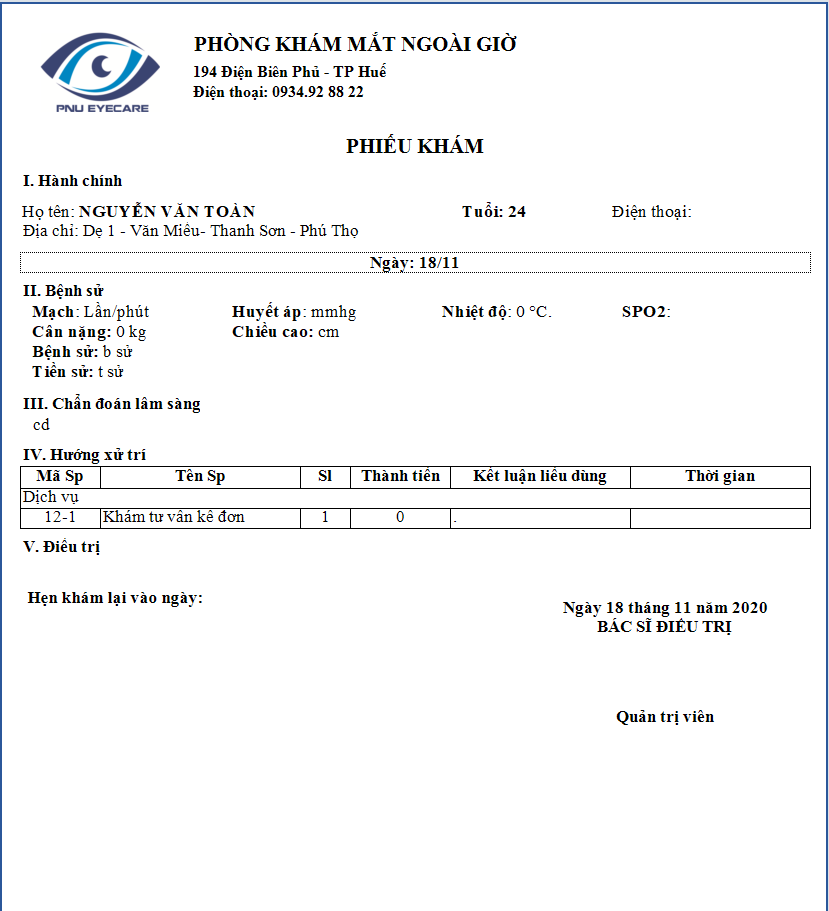 PHÒNG KHÁM MẮT NGOÀI GIỜ
194 Điện Biên Phủ - TP Huế
Điện thoại: 0934.92 88 22
PNU EYECARE
PHIẾU KHÁM
I. Hành chính
Họ tên: NGUYỄN VĂN TOÀN Tuổi: 24 Điện thoại:
Địa chỉ: Dẹ 1 - Văn Miếu- Thanh Sơn - Phú Thọ
Ngày: 18/11
II. Bệnh sử
Mạch: Lần/phút Huyết áp: mmhg Nhiệt độ: 0 °C. SPO2:
Cân nặng: 0 kg Chiều cao: cm
Bệnh sử: b sử
Tiền sử: t sử
III. Chẩn đoán lâm sàng
cd
IV. Hướng xử trí
Mã Sp Tên Sp Sl Thành tiền Kết luận liều dùng Thời gian
Dịch vụ
12-1 Khám tư vấn kê đơn 1 0 .
V. Điều trị
Hẹn khám lại vào ngày:
Ngày 18 tháng 11 năm 2020
BÁC SĨ ĐIỀU TRỊ
Quản trị viên